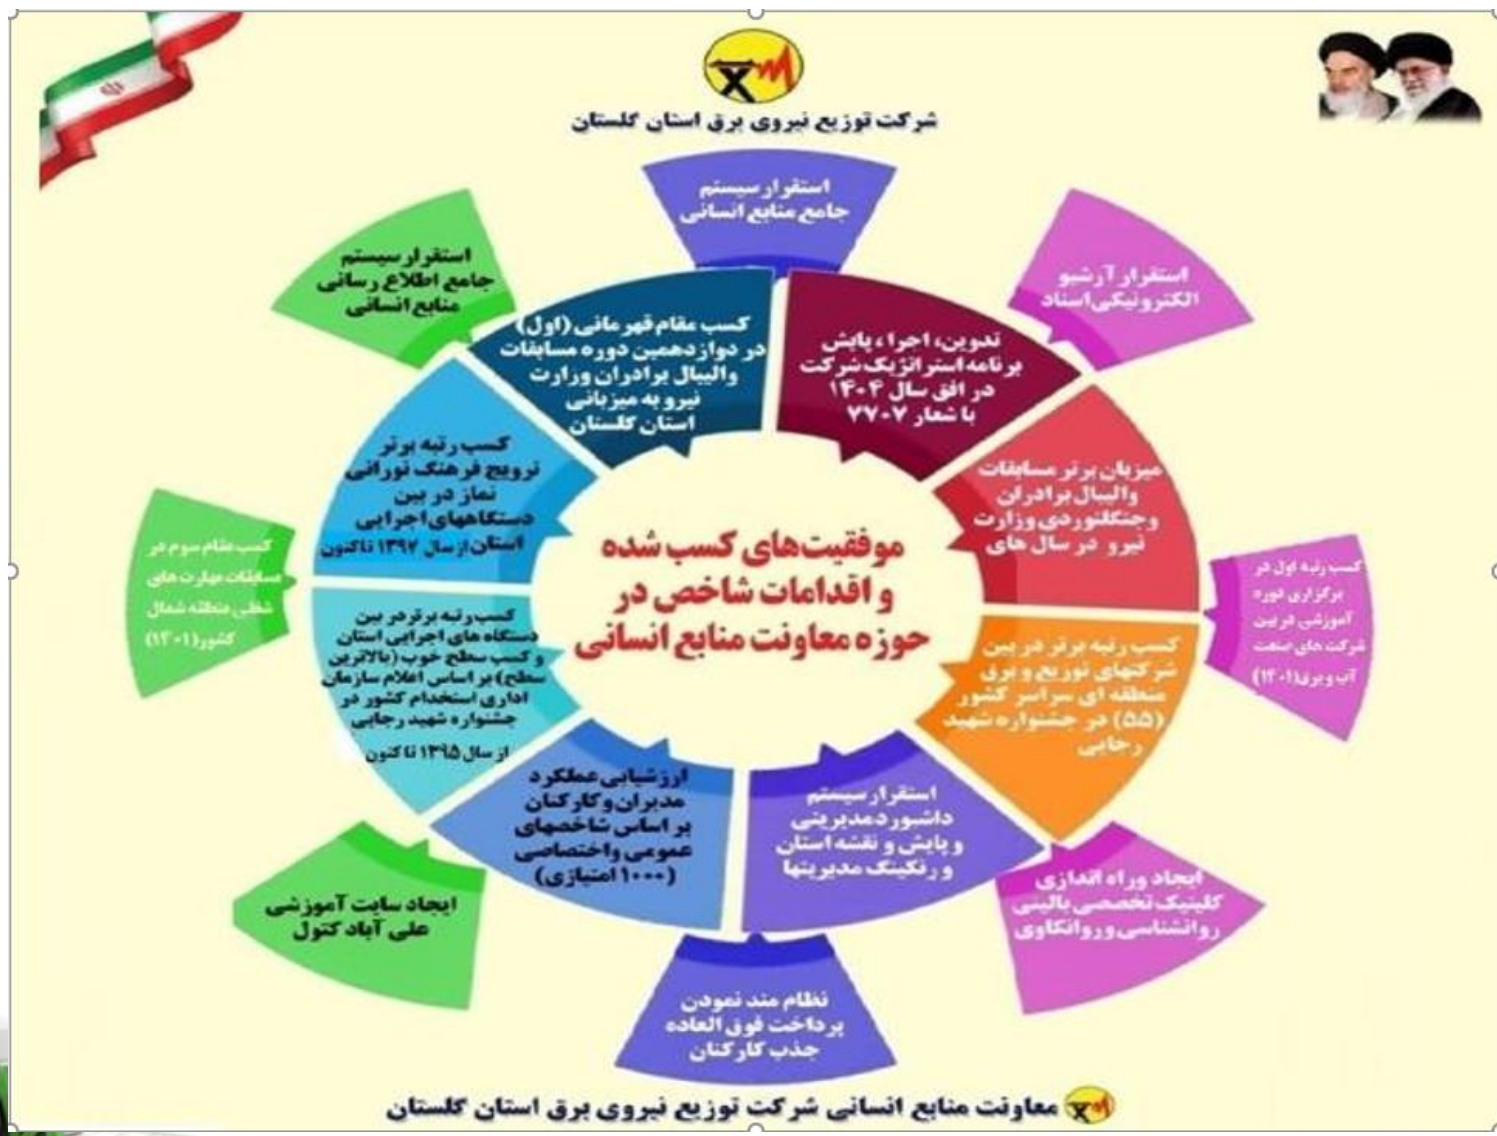 شرکت توزیع نیروی برق استان گلستان
استقرار سیستم
جامع منابع انسانی
استقرار آرشیو
الکترونیکی اسناد
کسب رتبه اول در
برگزاری دوره
آموزشی در بین
شرکت های صنعت
آب و برق(۱۴۰۱)
ایجاد وراه اندازی
کلینیک تخصصی بالینی
روانشناسی وروانکاوی
نظام مند نمودن
پرداخت فوق العاده
جذب کارکنان
ایجاد سایت آموزشی
علی آباد کتول
کسب مقام سوم در
مسابقات مهارت های
شغلی منطقه شمال
کشور(۱۴۰۱)
استقرار سیستم
جامع اطلاع رسانی
منابع انسانی
تدوین، اجرا ، پایش
برنامه استراتژیک شرکت
در افق سال ۱۴۰۴
با شعار ۷۷۰۷
میزبان برتر مسابقات
والیبال برادران
وجنگلنوردی وزارت
نیرو در سال های
کسب رتبه برتر در بین
شرکتهای توزیع و برق
منطقه ای سراسر کشور
(۵۵) در جشنواره شهید
رجایی
استقرار سیستم
داشبورد مدیریتی
و پایش و نقشه استان
و رنکینگ مدیریتها
ارزشیابی عملکرد
مدیران و کارکنان
بر اساس شاخصهای
عمومی واختصاصی
(۱۰۰۰ امتیازی)
کسب رتبه برتر در بین
دستگاه های اجرایی استان
و کسب سطح خوب (بالاترین
سطح) بر اساس اعلام سازمان
اداری استخدام کشور در
جشنواره شهید رجایی
از سال ۱۳۹۵ تا کنون
کسب رتبه برتر
ترویج فرهنگ نورانی
نماز در بین
دستگاههای اجرایی
استان از سال ۱۳۹۷ تاکنون
کسب مقام قهرمانی (اول)
در دوازدهمین دوره مسابقات
والیبال برادران وزارت
نیرو به میزبانی
استان گلستان
موفقیت‌های کسب شده
و اقدامات شاخص در
حوزه معاونت منابع انسانی
معاونت منابع انسانی شرکت توزیع نیروی برق استان گلستان